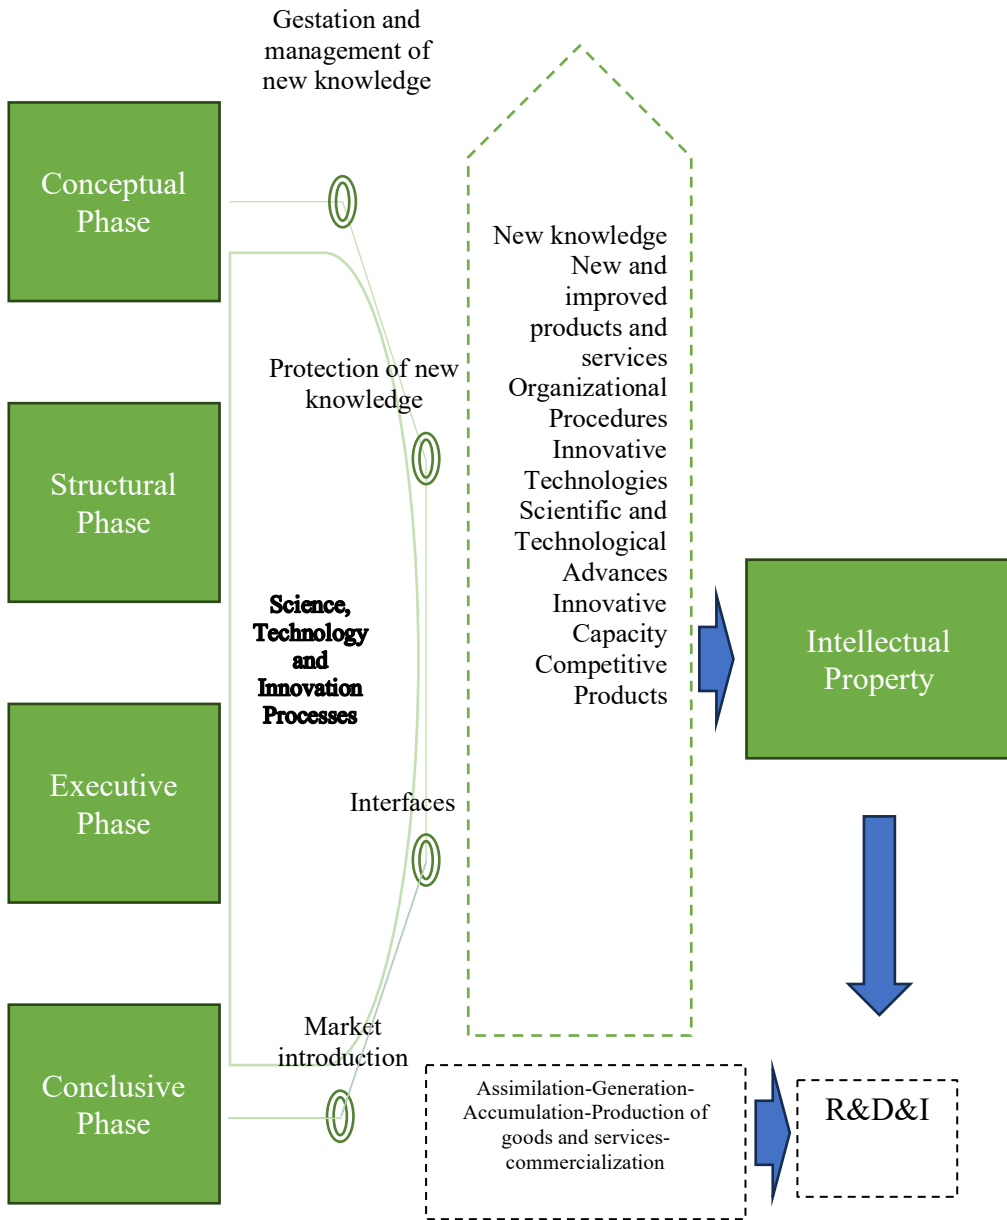 Gestation and
management of
new knowledge
Conceptual
Phase
Protection of new
knowledge
Structural
Phase
Science,
Technology
and
Innovation
Processes
Executive
Phase
Interfaces
Market
introduction
Conclusive
Phase
New knowledge
New and
improved
products and
services
Organizational
Procedures
Innovative
Technologies
Scientific and
Technological
Advances
Innovative
Capacity
Competitive
Products
Intellectual
Property
Assimilation-Generation-
Accumulation-Production of
goods and services-
commercialization
R&D&I